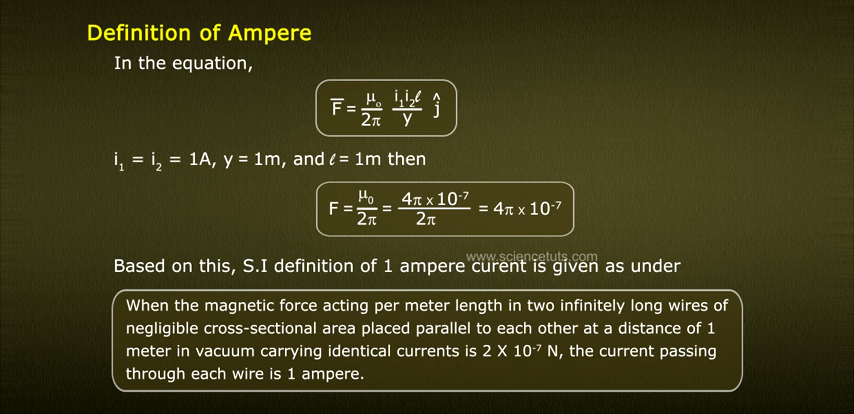 Definition of Ampere
In the equation,
F̅ = μ₀/2π i₁i₂ℓ/y ĵ
i₁ = i₂ = 1A, y = 1m, and ℓ = 1m then
F = μ₀/2π = 4π x 10⁻⁷/2π = 4π x 10⁻⁷
www.sciencetuts.com
Based on this, S.I definition of 1 ampere curent is given as under
When the magnetic force acting per meter length in two infinitely long wires of
negligible cross-sectional area placed parallel to each other at a distance of 1
meter in vacuum carrying identical currents is 2 X 10⁻⁷ N, the current passing
through each wire is 1 ampere.